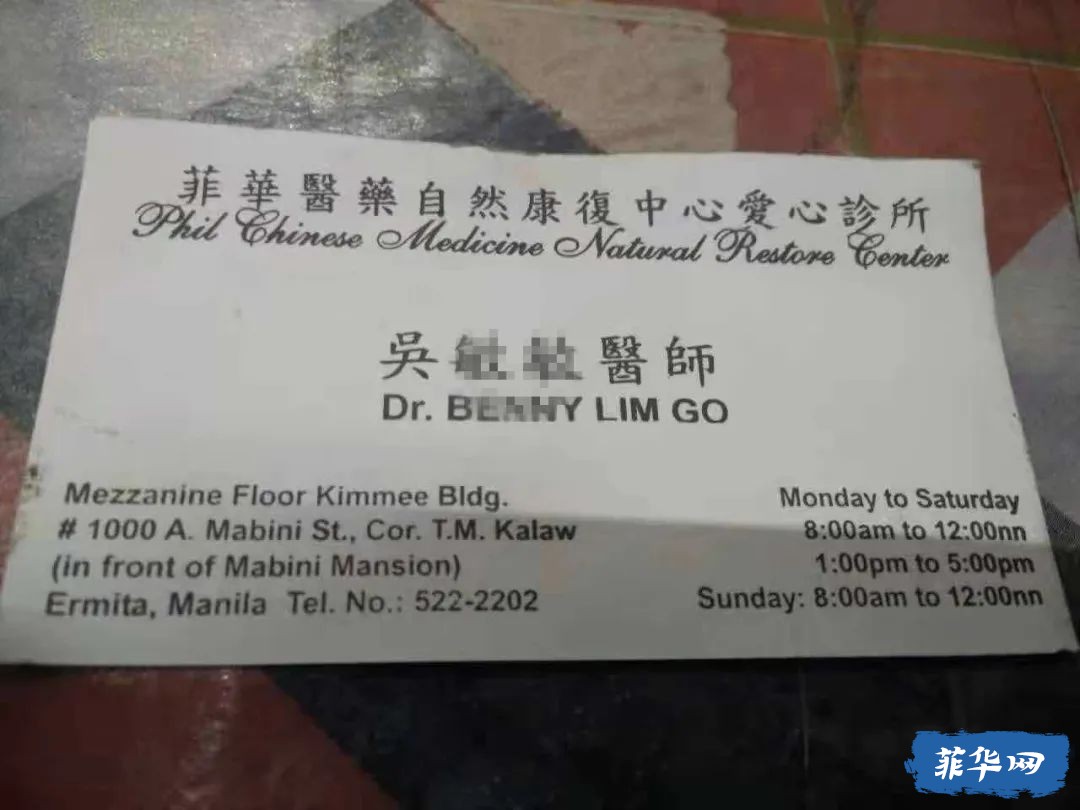 菲華醫藥自然康復中心愛心診所
Phil Chinese Medicine Natural Restore Center
吳醫師
Dr. LIM GO
Mezzanine Floor Kimmee Bldg.
# 1000 A. Mabini St., Cor. T.M. Kalaw
(in front of Mabini Mansion)
Ermita, Manila Tel. No.: 522-2202
Monday to Saturday
8:00am to 12:00nn
1:00pm to 5:00pm
Sunday: 8:00am to 12:00nn
菲华网